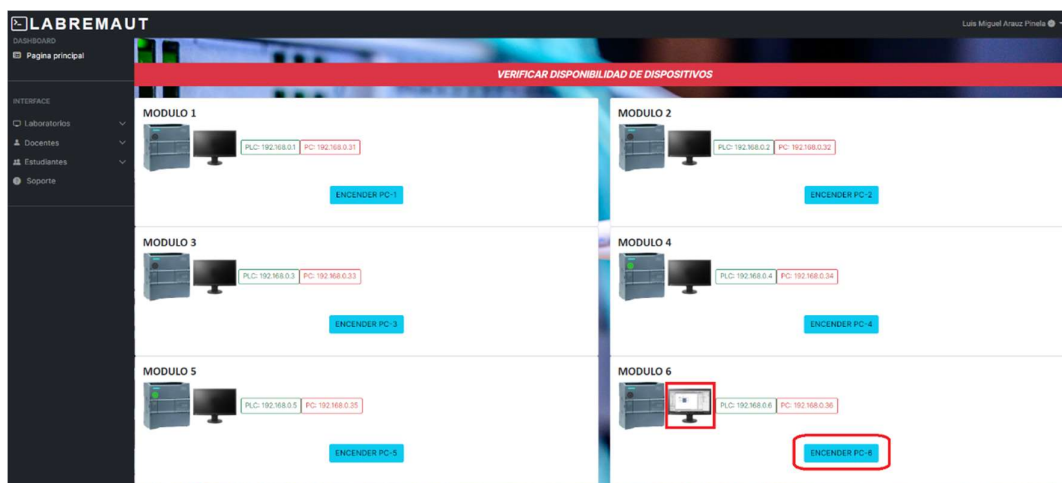 LABREMAUT
Luis Miguel Arauz Pinela
DASHBOARD
Pagina principal
INTERFACE
Laboratorios
Docentes
Estudiantes
Soporte
VERIFICAR DISPONIBILIDAD DE DISPOSITIVOS
MODULO 1
PLC: 192.168.0.1 PC: 192.168.0.31
ENCENDER PC-1
MODULO 2
PLC: 192.168.0.2 PC: 192.168.0.32
ENCENDER PC-2
MODULO 3
PLC: 192.168.0.3 PC: 192.168.0.33
ENCENDER PC-3
MODULO 4
PLC: 192.168.0.4 PC: 192.168.0.34
ENCENDER PC-4
MODULO 5
PLC: 192.168.0.5 PC: 192.168.0.35
ENCENDER PC-5
MODULO 6
PLC: 192.168.0.6 PC: 192.168.0.36
ENCENDER PC-6